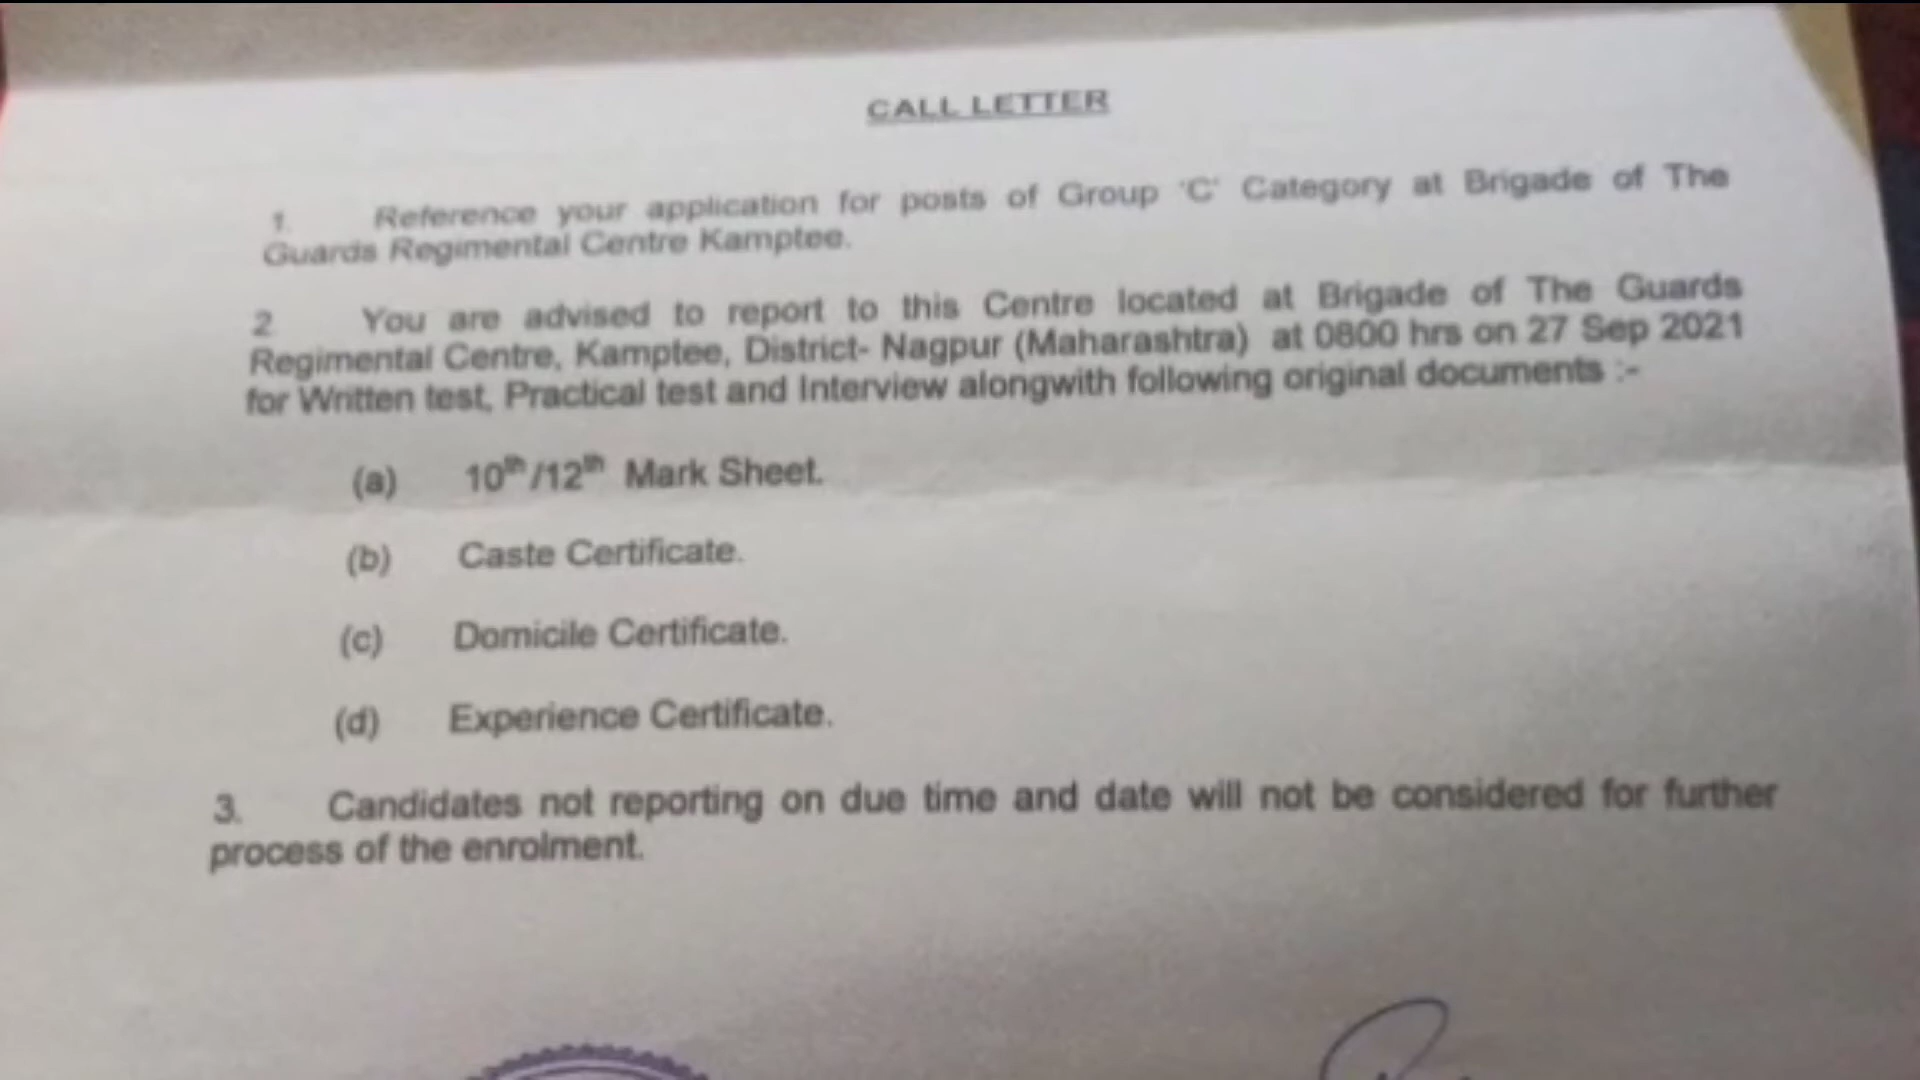 CALL LETTER
1. Reference your application for posts of Group 'C' Category at Brigade of The
Guards Regimental Centre Kamptee.
2 You are advised to report to this Centre located at Brigade of The Guards
Regimental Centre, Kamptee, District- Nagpur (Maharashtra) at 0800 hrs on 27 Sep 2021
for Written test, Practical test and Interview alongwith following original documents :-
(a) 10th/12th Mark Sheet.
(b) Caste Certificate.
(c) Domicile Certificate.
(d) Experience Certificate.
3. Candidates not reporting on due time and date will not be considered for further
process of the enrolment.